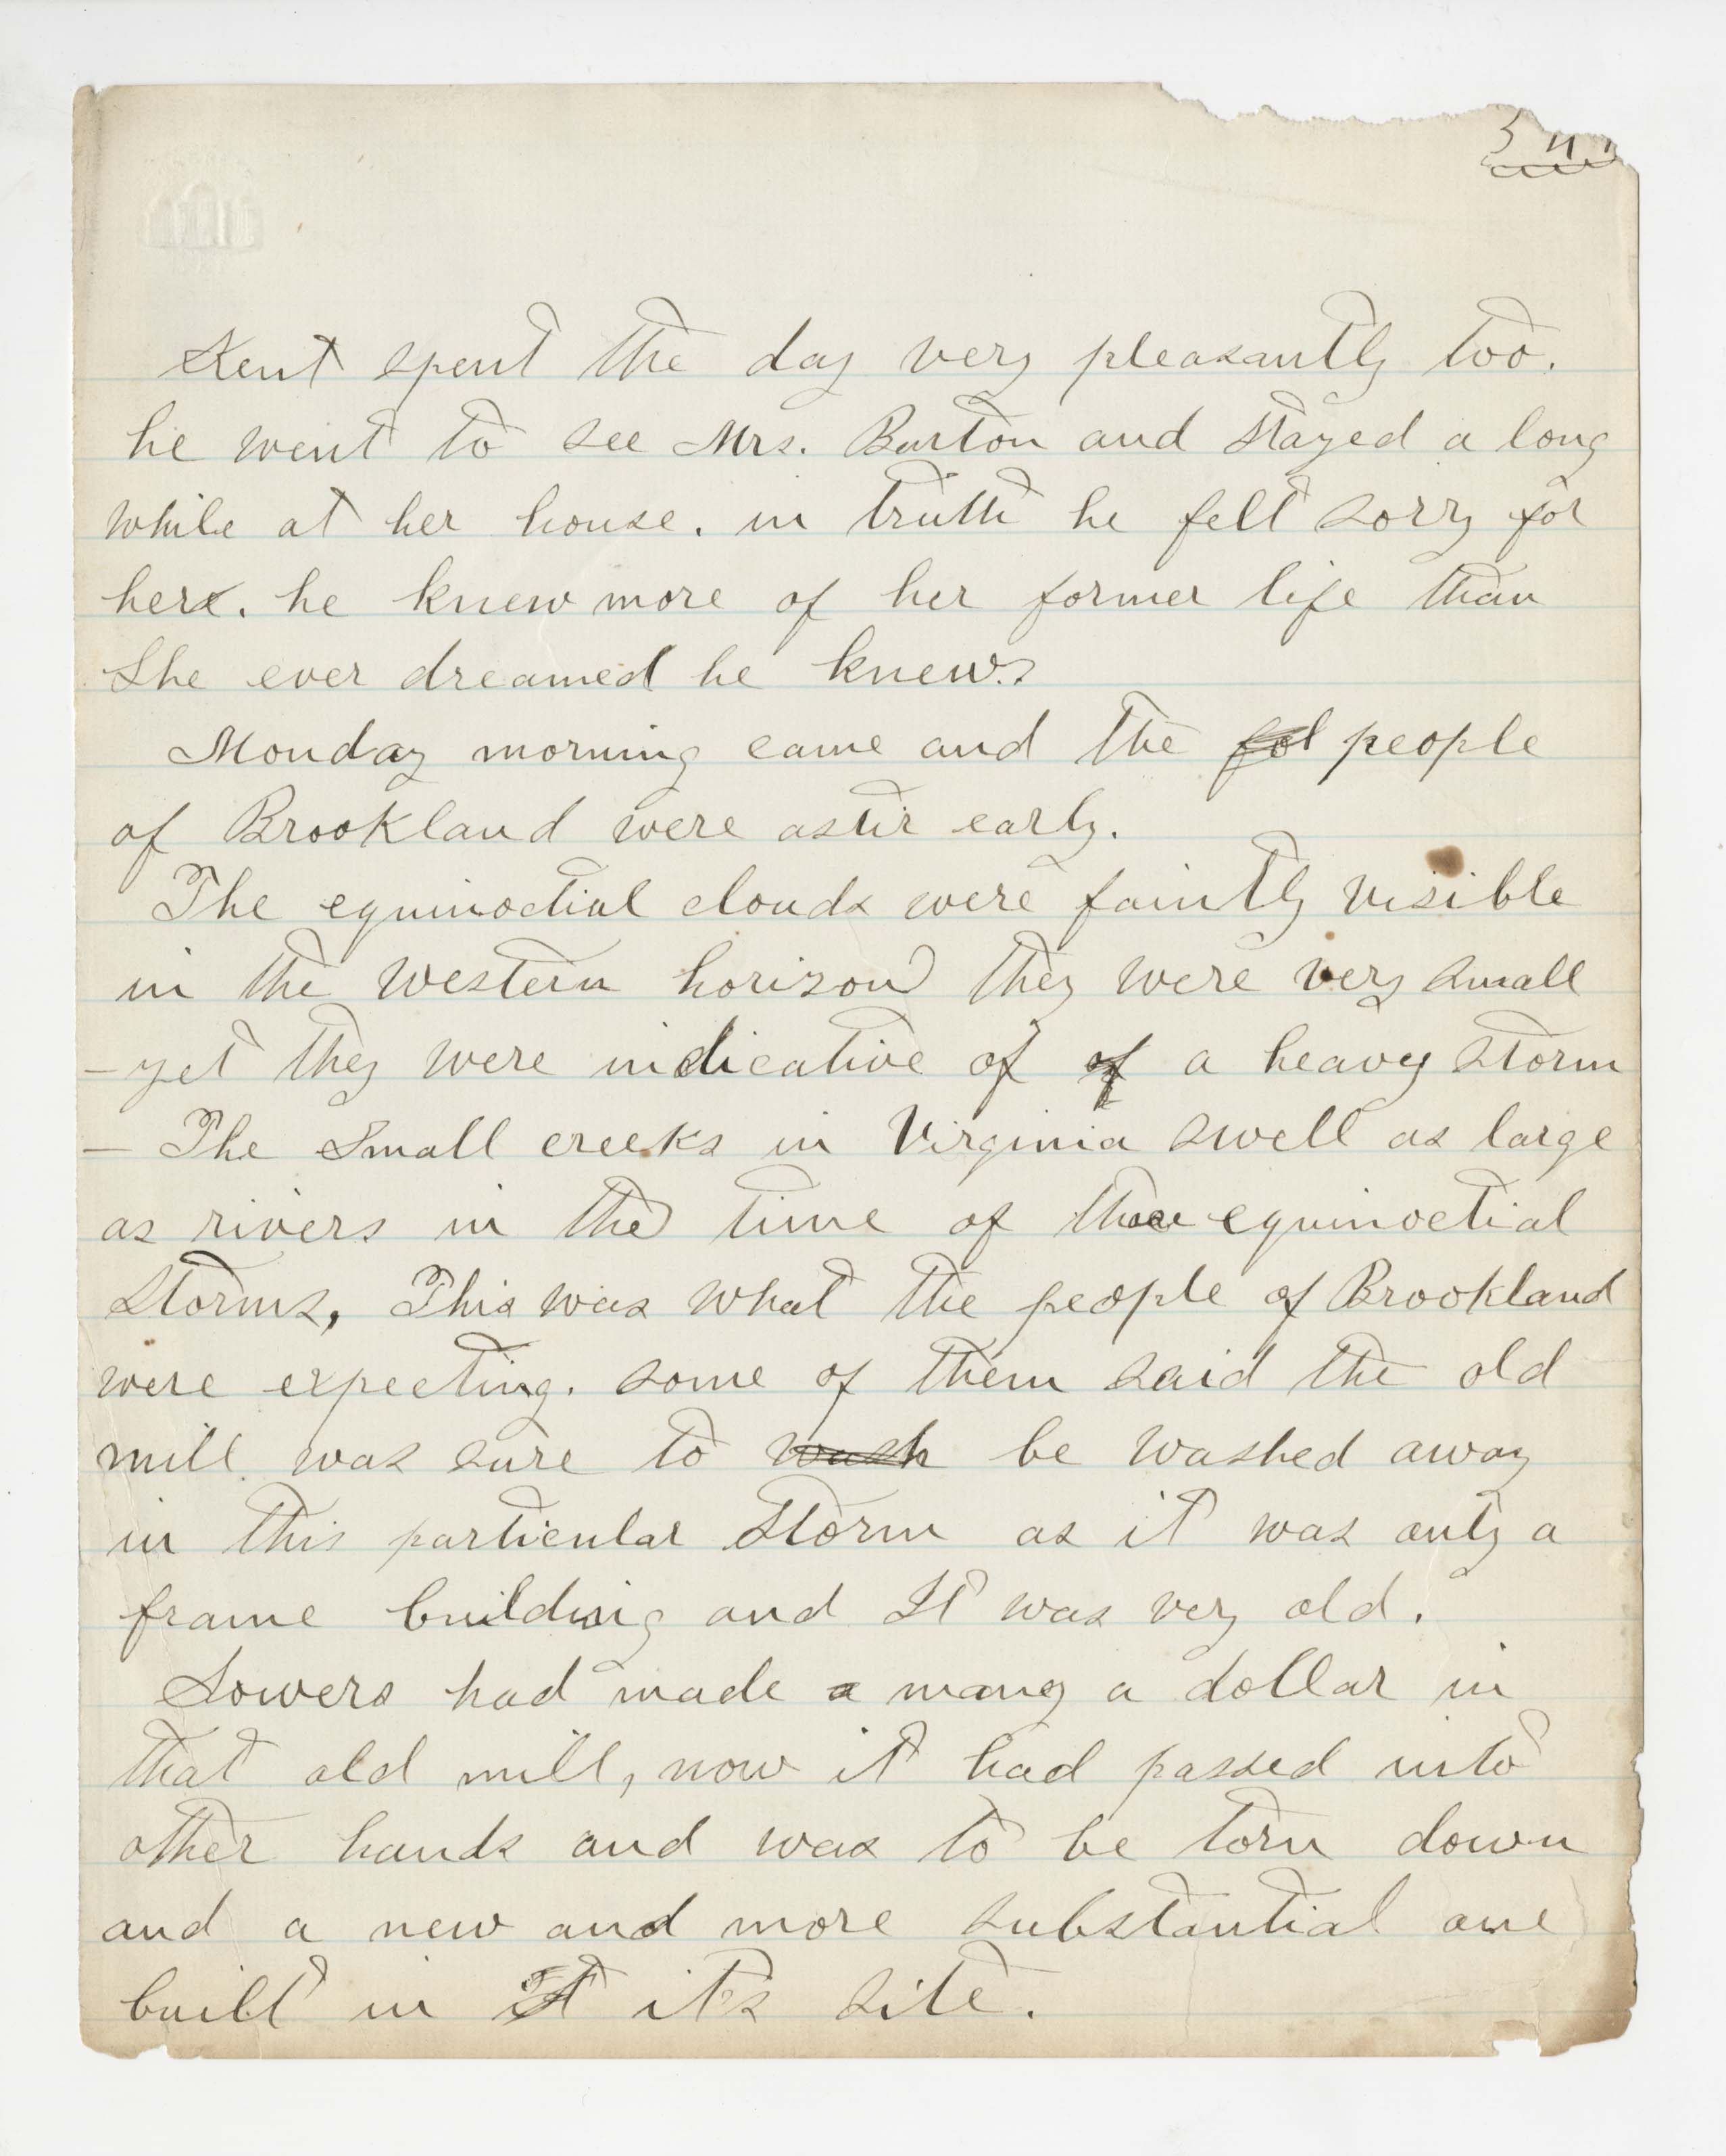 Kent spent the day very pleasantly too.
he went to see Mrs. Burton and stayed a long
while at her house. in truth he felt sorry for
her. he knew more of her former life than
She ever dreamed he knew.
Monday morning came and the fol people
of Brookland were astir early.
The equinoctial clouds were faintly visible
in the western horizon they were very small
- yet they were indicative of of a heavy storm
- The Small creeks in Virginia swell as large
as rivers in the time of these equinoctial
storms, This was what the people of Brookland
were expecting. some of them said the old
mill was sure to wash be washed away
in this particular storm as it was only a
frame building and It was very old.
Sowers had made a many a dollar in
that old mill, now it had passed into
other hands and was to be torn down
and a new and more substantial one
built in it it's site.